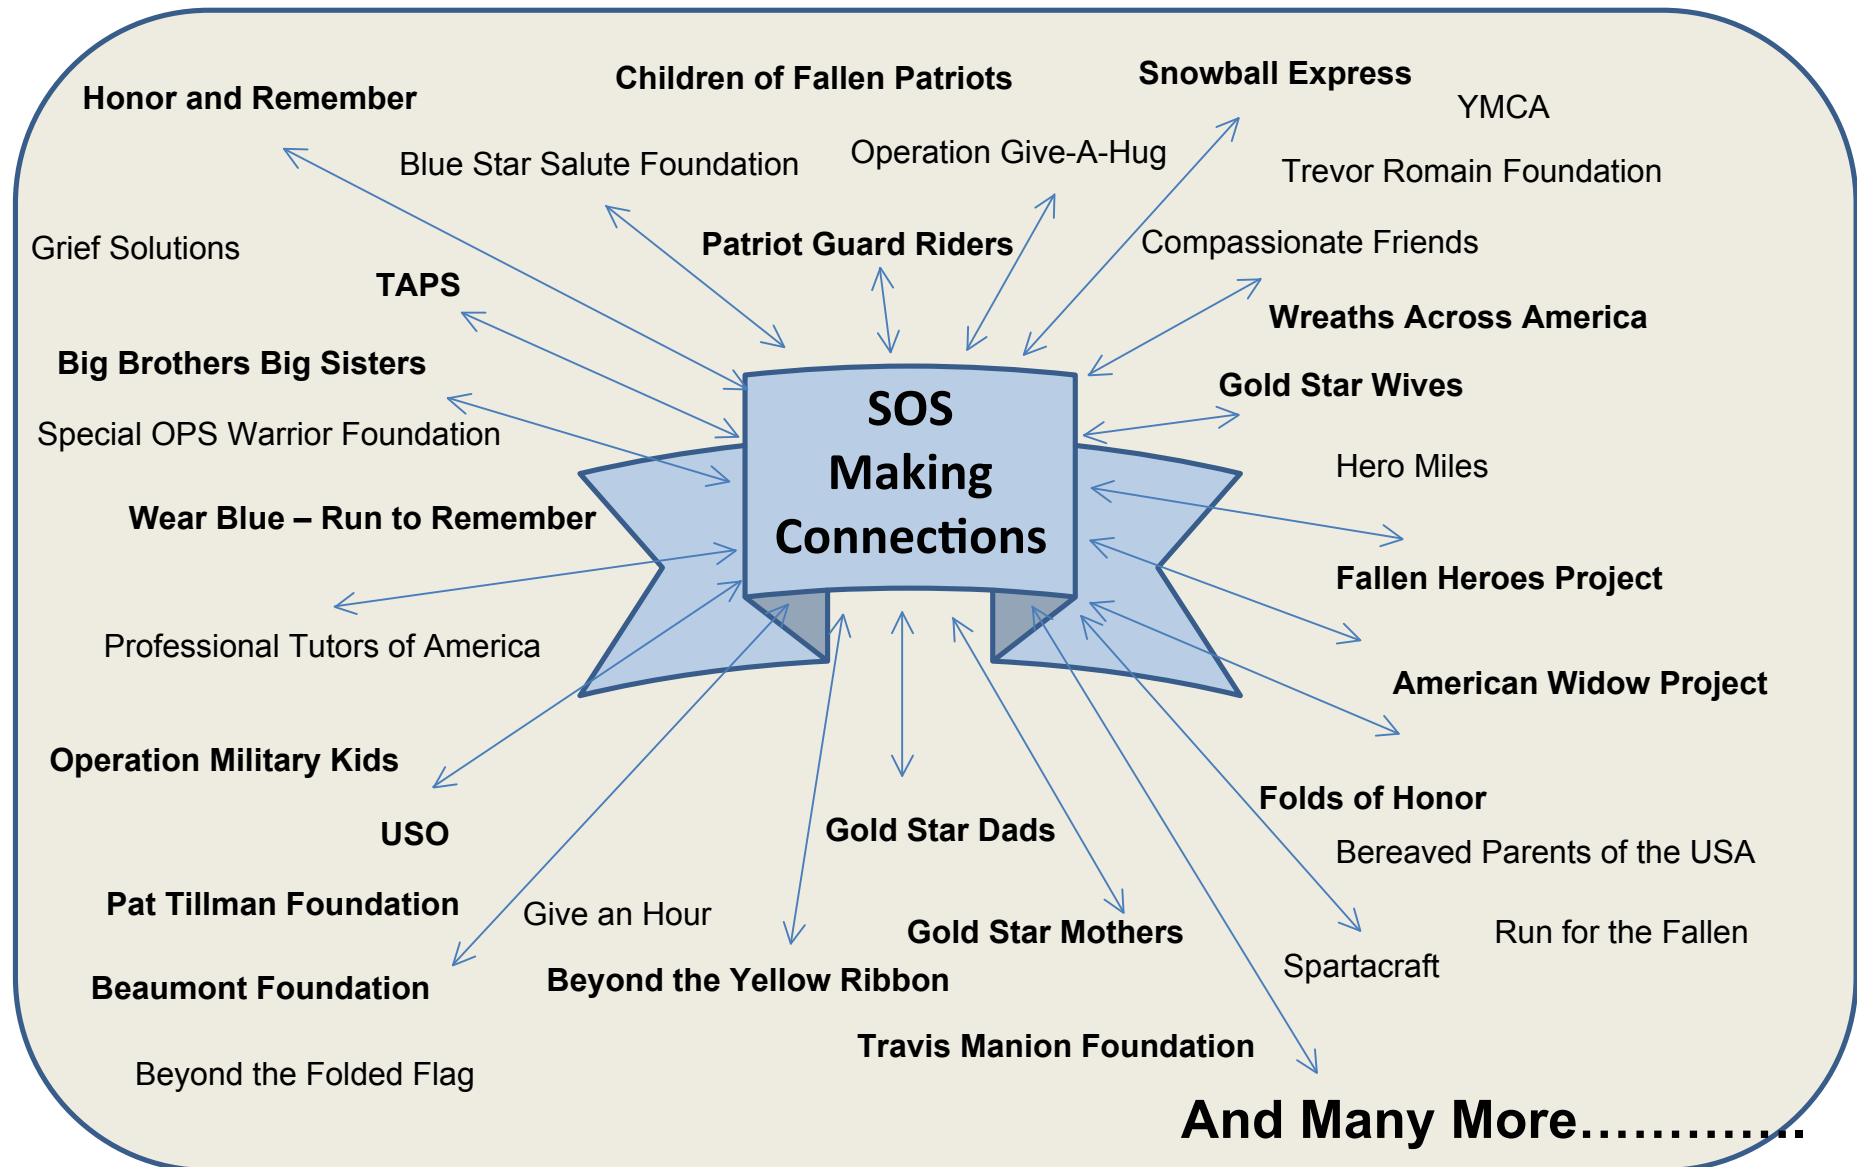 Honor and Remember
Children of Fallen Patriots
Snowball Express
YMCA
Blue Star Salute Foundation
Operation Give-A-Hug
Trevor Romain Foundation
Grief Solutions
Patriot Guard Riders
Compassionate Friends
TAPS
Wreaths Across America
Big Brothers Big Sisters
Gold Star Wives
SOS
Making
Connections
Special OPS Warrior Foundation
Hero Miles
Wear Blue – Run to Remember
Fallen Heroes Project
Professional Tutors of America
American Widow Project
Operation Military Kids
Folds of Honor
USO
Gold Star Dads
Bereaved Parents of the USA
Pat Tillman Foundation
Give an Hour
Gold Star Mothers
Run for the Fallen
Beaumont Foundation
Beyond the Yellow Ribbon
Spartacraft
Travis Manion Foundation
Beyond the Folded Flag
And Many More………….